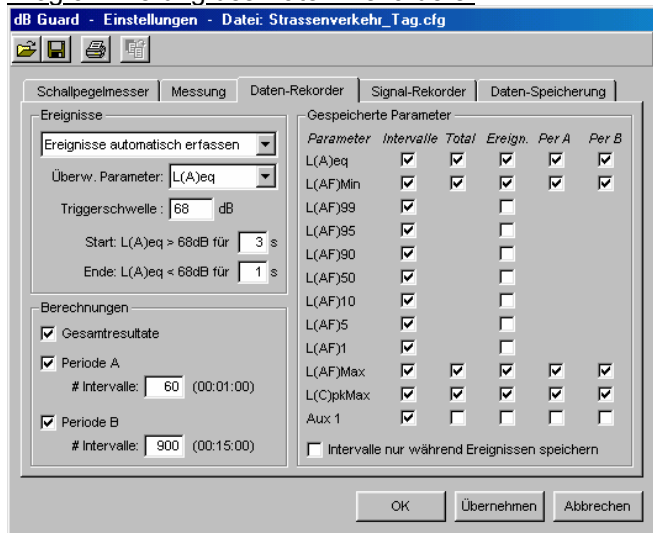 dB Guard - Einstellungen - Datei: Strassenverkehr_Tag.cfg
Schallpegelmesser Messung Daten-Rekorder Signal-Rekorder Daten-Speicherung
Ereignisse
Ereignisse automatisch erfassen
Überw. Parameter: L(A)eq
Triggerschwelle : 68 dB
Start: L(A)eq > 68dB für 3 s
Ende: L(A)eq < 68dB für 1 s
Berechnungen
Gesamtresultate
Periode A
# Intervalle: 60 (00:01:00)
Periode B
# Intervalle: 900 (00:15:00)
Gespeicherte Parameter
Parameter Intervalle Total Ereign. Per A Per B
L(A)eq
L(AF)Min
L(AF)99
L(AF)95
L(AF)90
L(AF)50
L(AF)10
L(AF)5
L(AF)1
L(AF)Max
L(C)pkMax
Aux 1
Intervalle nur während Ereignissen speichern
OK Übernehmen Abbrechen